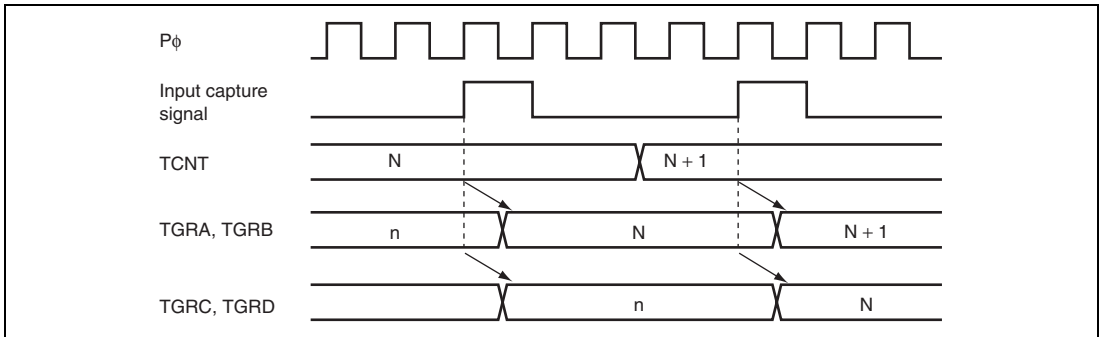 Pϕ
Input capture
signal
TCNT
N
N + 1
TGRA, TGRB
n
N
N + 1
TGRC, TGRD
n
N